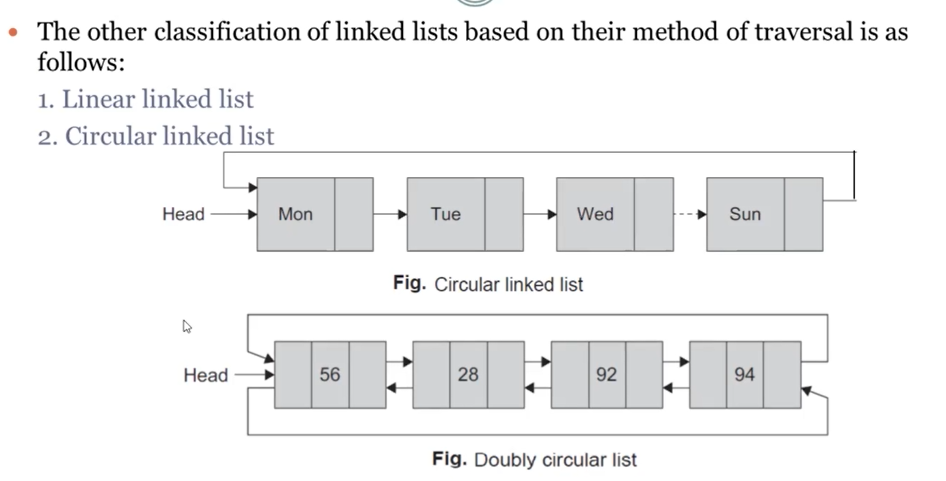 • The other classification of linked lists based on their method of traversal is as
follows:
1. Linear linked list
2. Circular linked list
Head Mon Tue Wed Sun
Fig. Circular linked list
Head 56 28 92 94
Fig. Doubly circular list